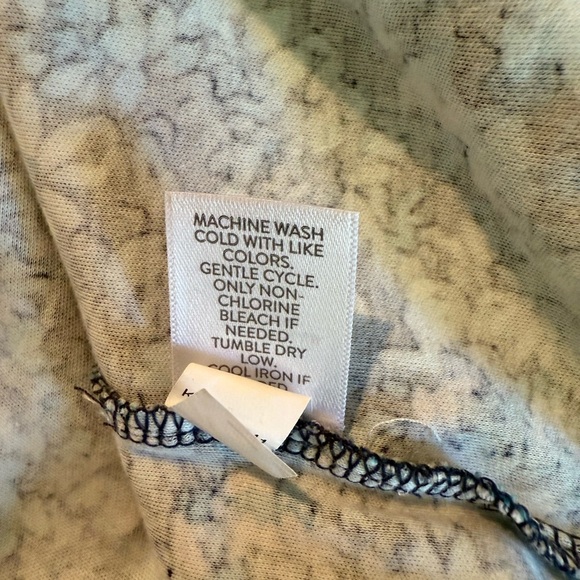 MACHINE WASH
COLD WITH LIKE
COLORS.
GENTLE CYCLE.
ONLY NON-
CHLORINE
BLEACH IF
NEEDED.
TUMBLE DRY
LOW.
COOL IRON IF